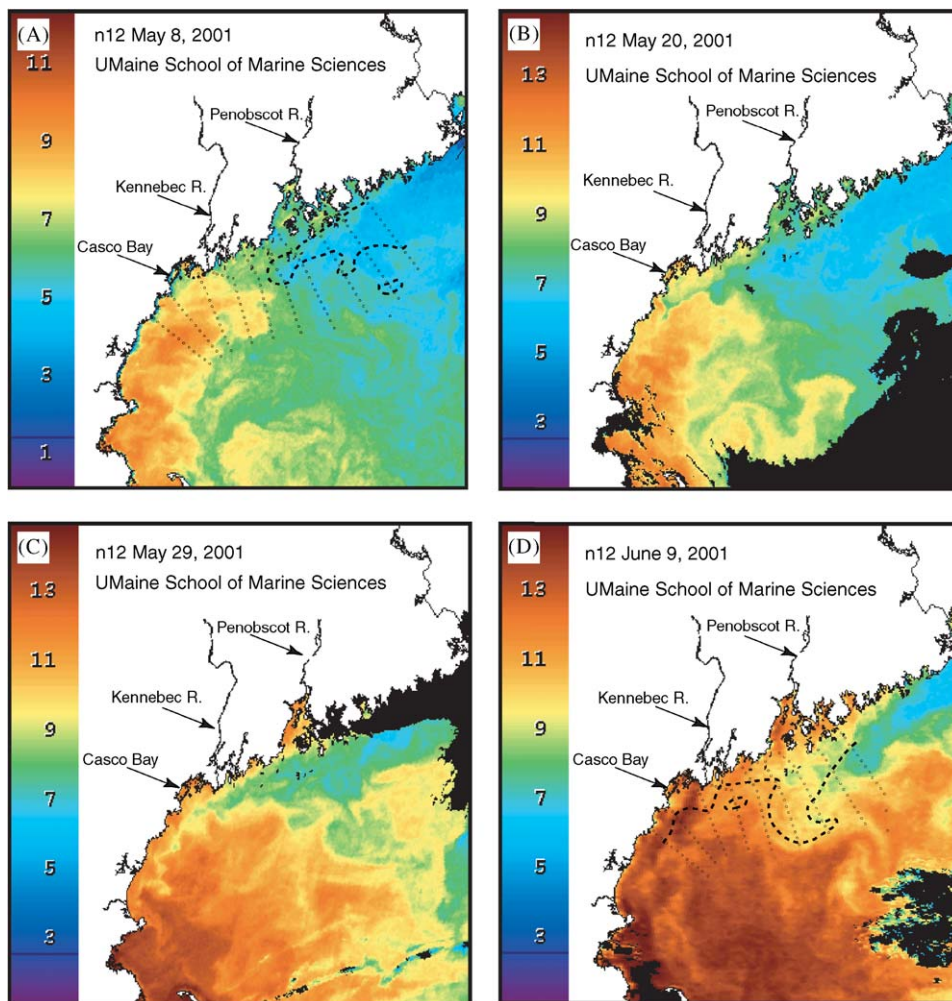 (A)
n12 May 8, 2001
UMaine School of Marine Sciences
Penobscot R.
Kennebec R.
Casco Bay
11
9
7
5
3
1
(B)
n12 May 20, 2001
UMaine School of Marine Sciences
Penobscot R.
Kennebec R.
Casco Bay
13
11
9
7
5
3
(C)
n12 May 29, 2001
UMaine School of Marine Sciences
Penobscot R.
Kennebec R.
Casco Bay
13
11
9
7
5
3
(D)
n12 June 9, 2001
UMaine School of Marine Sciences
Penobscot R.
Kennebec R.
Casco Bay
13
11
9
7
5
3